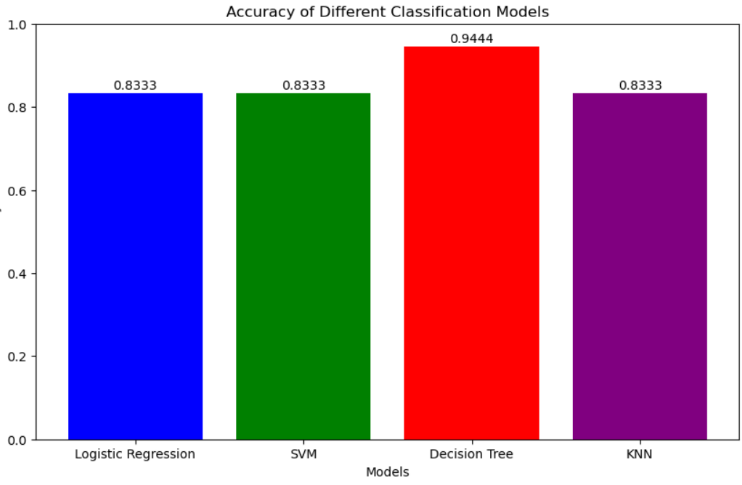 Accuracy of Different Classification Models
1.0
0.8
0.6
0.4
0.2
0.0
0.8333
0.8333
0.9444
0.8333
Logistic Regression
SVM
Decision Tree
KNN
Models